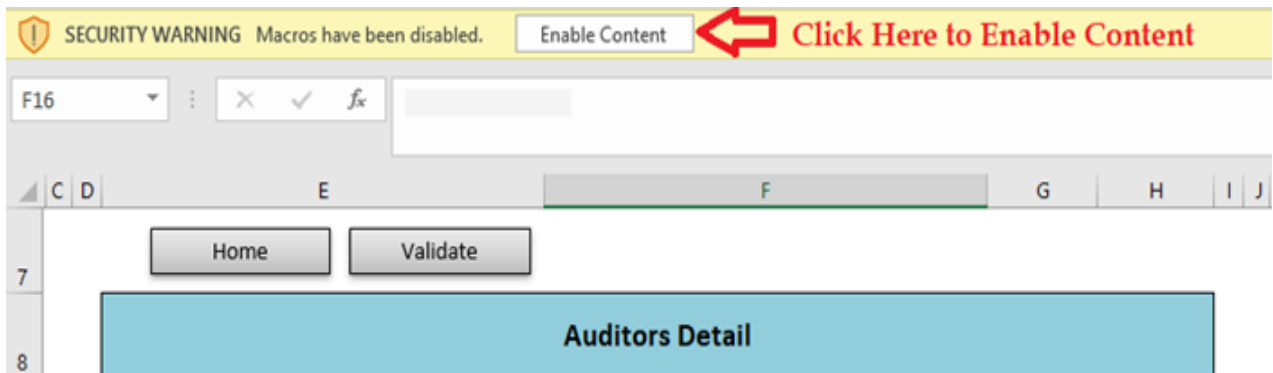 SECURITY WARNING Macros have been disabled. Enable Content Click Here to Enable Content
F16 fx
C D E F G H I J
7 Home Validate
8 Auditors Detail